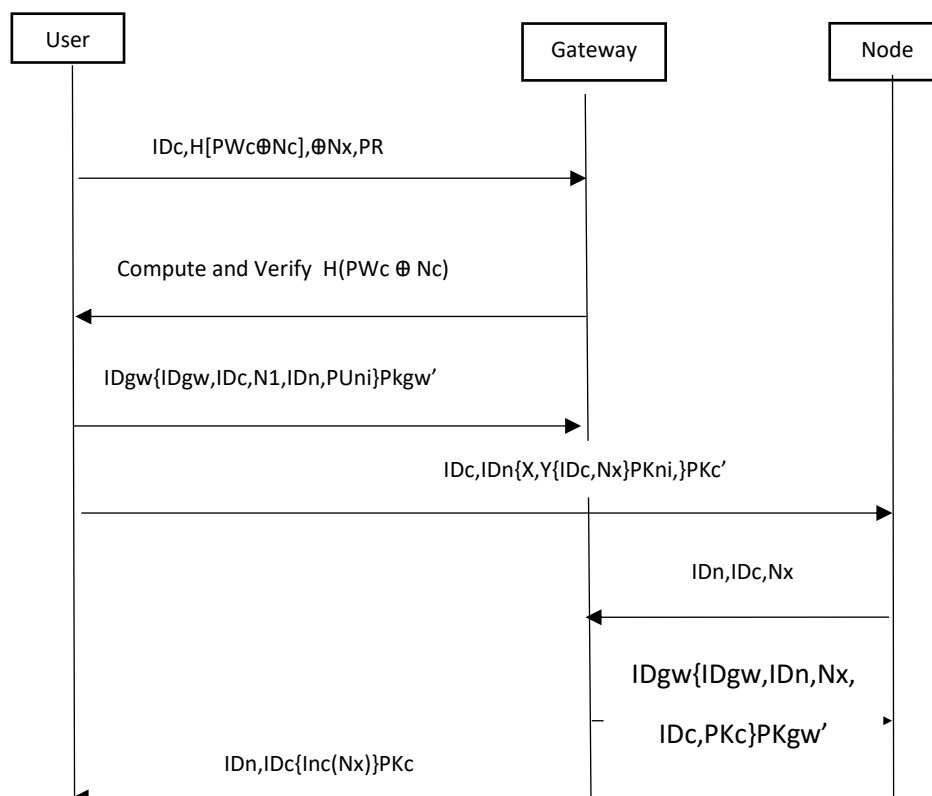 User
Gateway
Node
IDc,H[PWc⊕Nc],⊕Nx,PR
Compute and Verify H(PWc ⊕ Nc)
IDgw{IDgw,IDc,N1,IDn,PUni}Pkgw’
IDc,IDn{X,Y{IDc,Nx}PKni,}PKc’
IDn,IDc,Nx
IDgw{IDgw,IDn,Nx,
IDc,PKc}PKgw’
IDn,IDc{Inc(Nx)}PKc